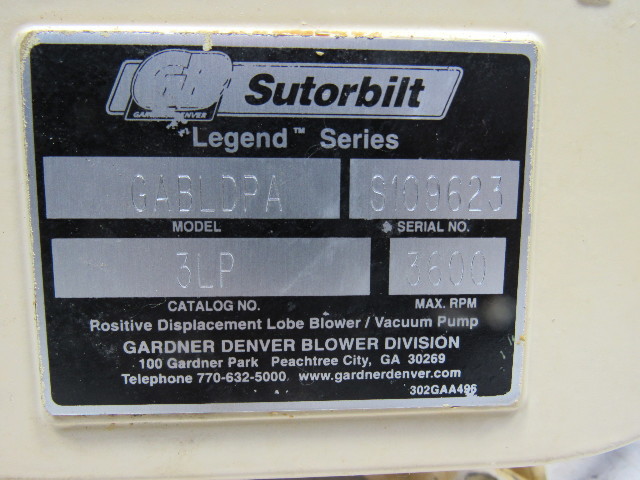 GD
GARDNER DENVER
Sutorbilt
Legend™ Series
GABLDPA S109623
MODEL SERIAL NO.
3LP 3600
CATALOG NO. MAX. RPM
Rositive Displacement Lobe Blower / Vacuum Pump
GARDNER DENVER BLOWER DIVISION
100 Gardner Park Peachtree City, GA 30269
Telephone 770-632-5000 www.gardnerdenver.com
302GAA496